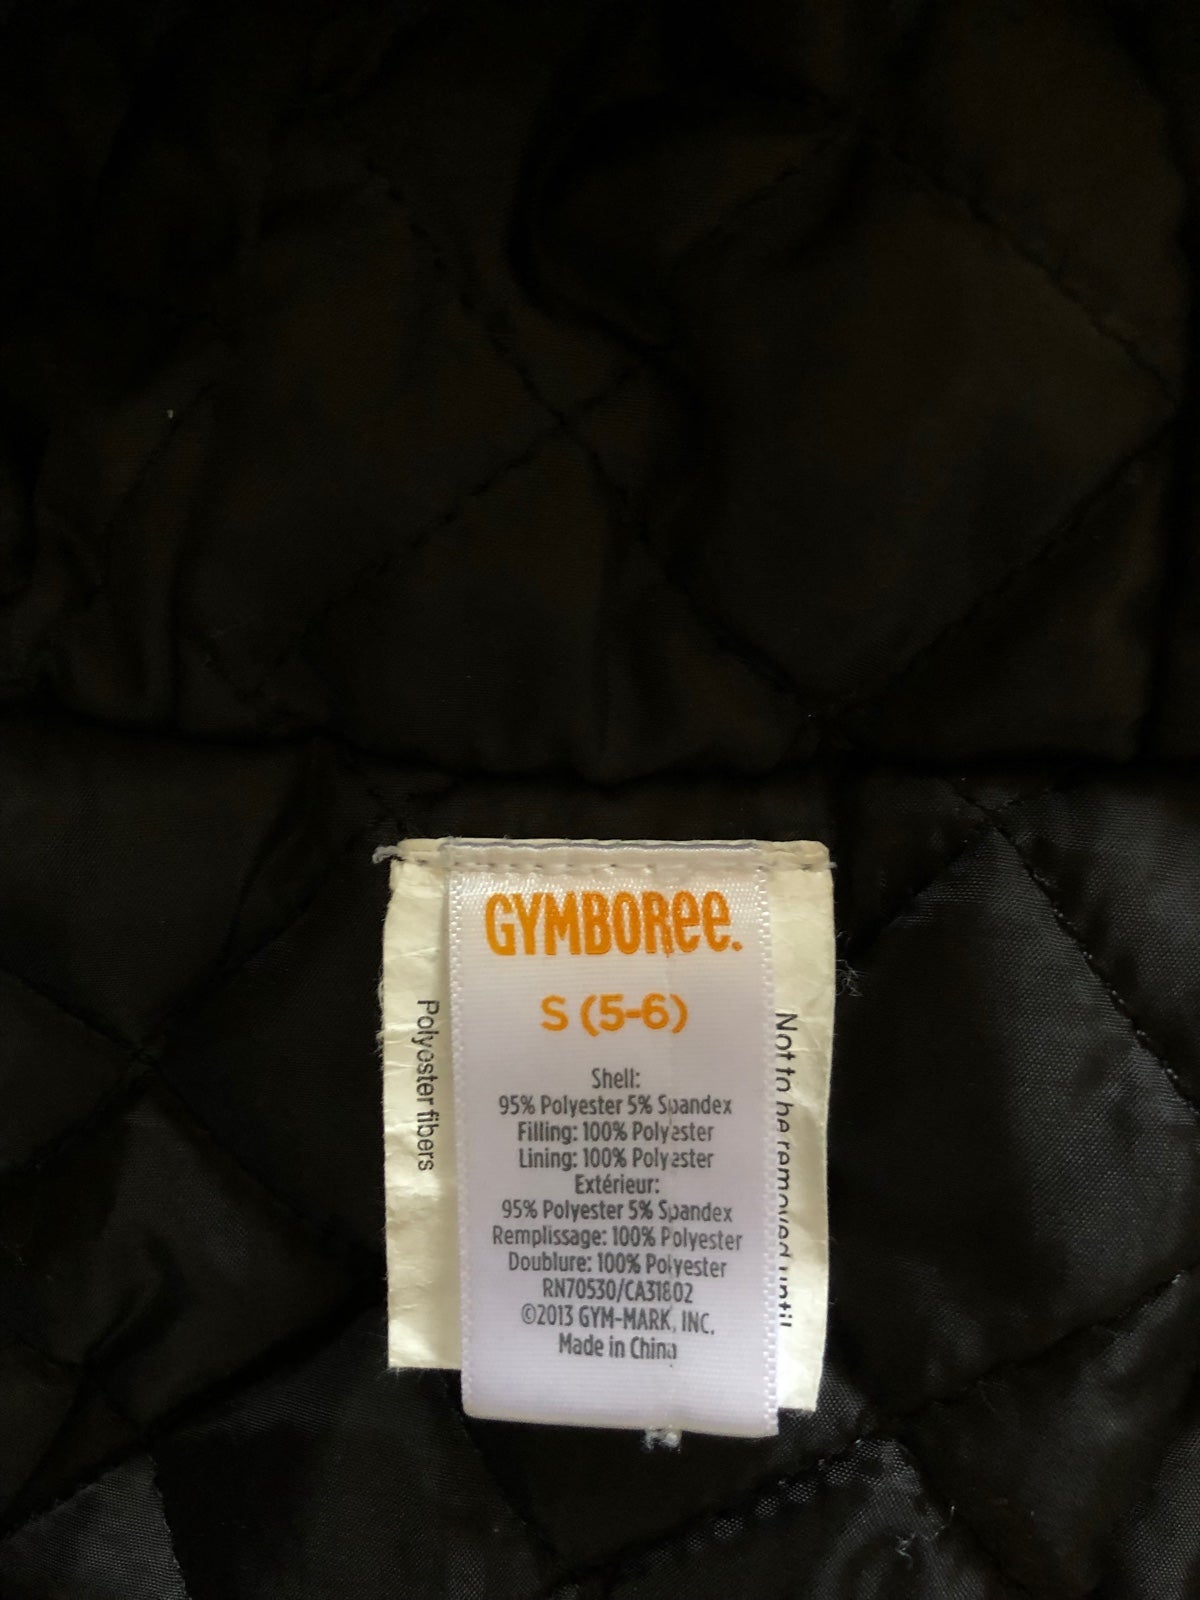 GYMBOREE.
S (5-6)
Shell:
95% Polyester 5% Spandex
Filling: 100% Polyester
Lining: 100% Polyester
Extérieur:
95% Polyester 5% Spandex
Remplissage: 100% Polyester
Doublure: 100% Polyester
RN70530/CA31802
©2013 GYM-MARK, INC.
Made in China
Polyester fibers
Not to be removed until